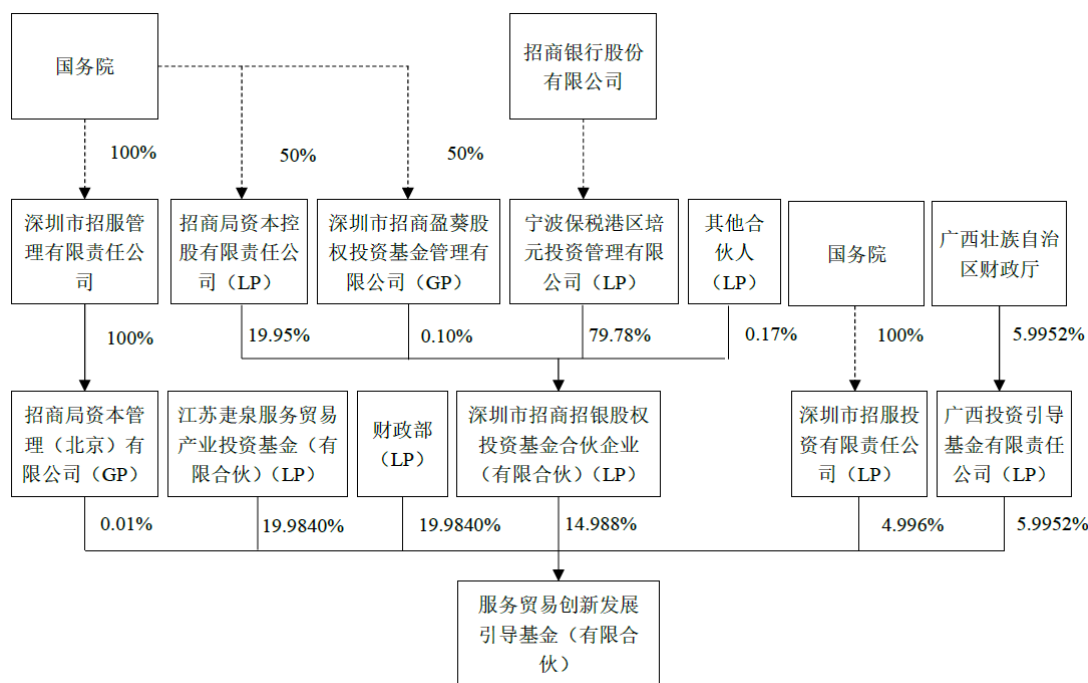 国务院
招商银行股份
有限公司
100%
50%
50%
深圳市招服管
理有限责任公
司
招商局资本控
股有限责任公
司（LP）
深圳市招商盈葵股
权投资基金管理有
限公司（GP）
宁波保税港区培
元投资管理有限
公司（LP）
其他合
伙人
（LP）
国务院
广西壮族自治
区财政厅
100%
19.95%
0.10%
79.78%
0.17%
100%
5.9952%
招商局资本管
理（北京）有
限公司（GP）
江苏疌泉服务贸易
产业投资基金（有
限合伙）（LP）
财政部
（LP）
深圳市招商招银股权
投资基金合伙企业
（有限合伙）（LP）
深圳市招服投
资有限责任公
司（LP）
广西投资引导
基金有限责任
公司（LP）
0.01%
19.9840%
19.9840%
14.988%
4.996%
5.9952%
服务贸易创新发展
引导基金（有限合
伙）